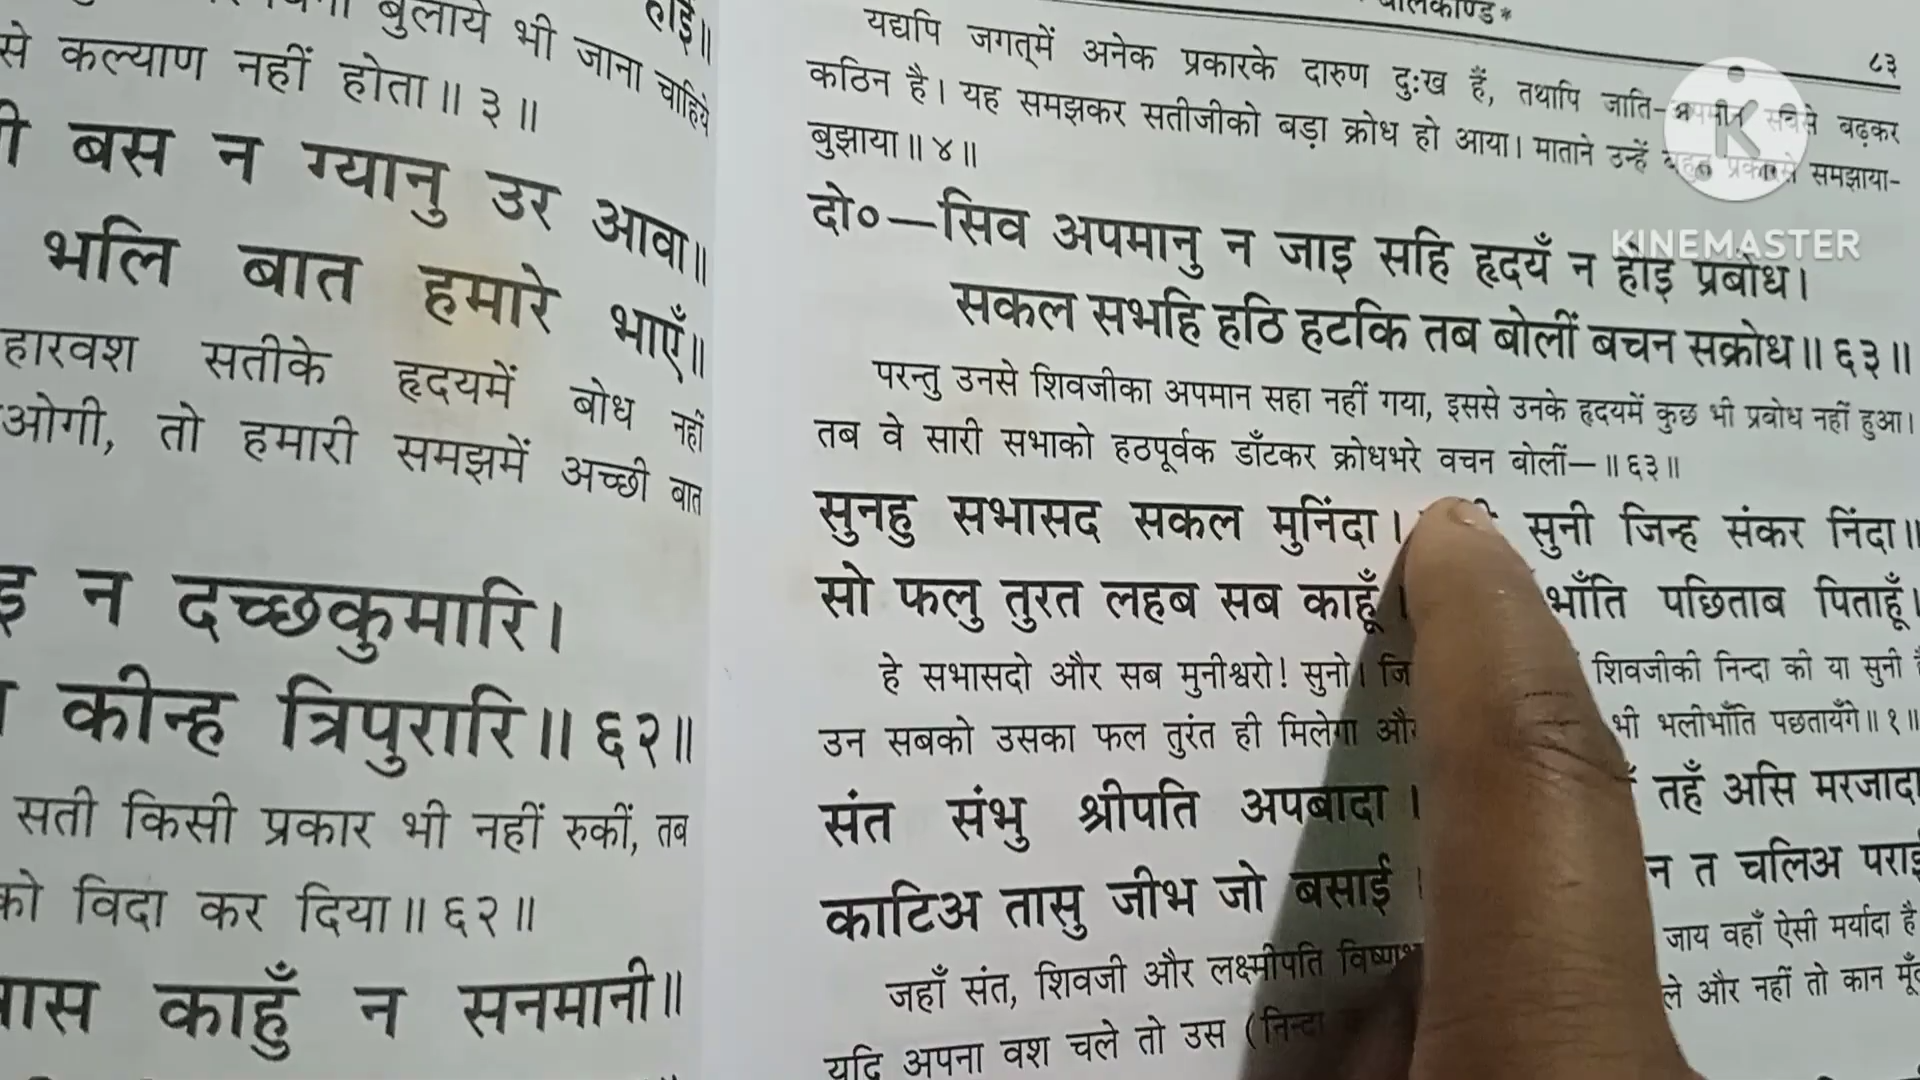 बुलाये भी जाना चाहिये
से कल्याण नहीं होता॥ ३ ॥
बस न ग्यानु उर आवा॥
भलि बात हमारे भाएँ॥
हारवश सतीके हृदयमें बोध नहीं
ओगी, तो हमारी समझमें अच्छी बात
इ न दच्छकुमारि।
कीन्ह त्रिपुरारि॥ ६२॥
सती किसी प्रकार भी नहीं रुकीं, तब
को विदा कर दिया॥ ६२॥
काहुँ न सनमानी॥
८३
यद्यपि जगत्‌में अनेक प्रकारके दारुण दुःख हैं, तथापि जाति-अपमान सबसे बढ़कर
कठिन है। यह समझकर सतीजीको बड़ा क्रोध हो आया। माताने उन्हें बहुत प्रकारसे समझाया-
बुझाया॥ ४॥
दो०—सिव अपमानु न जाइ सहि हृदयँ न होइ प्रबोध।
सकल सभहि हठि हटकि तब बोलीं बचन सक्रोध॥ ६३॥
परन्तु उनसे शिवजीका अपमान सहा नहीं गया, इससे उनके हृदयमें कुछ भी प्रबोध नहीं हुआ।
तब वे सारी सभाको हठपूर्वक डाँटकर क्रोधभरे वचन बोलीं—॥ ६३॥
सुनहु सभासद सकल मुनिंदा। सुनी जिन्ह संकर निंदा॥
सो फलु तुरत लहब सब काहूँ। भाँति पछिताब पिताहूँ।
हे सभासदो और सब मुनीश्वरो! सुनो। शिवजीकी निन्दा की या सुनी
उन सबको उसका फल तुरंत ही मिलेगा भी भलीभाँति पछतायँगे॥ १॥
संत संभु श्रीपति अपबादा। तहँ असि मरजादा
काटिअ तासु जीभ जो बसाई। न त चलिअ पराई
जहाँ संत, शिवजी और लक्ष्मीपति जाय वहाँ ऐसी मर्यादा है
यदि अपना वश चले तो उस (निन्दा ले और नहीं तो कान मूँद
KINEMASTER